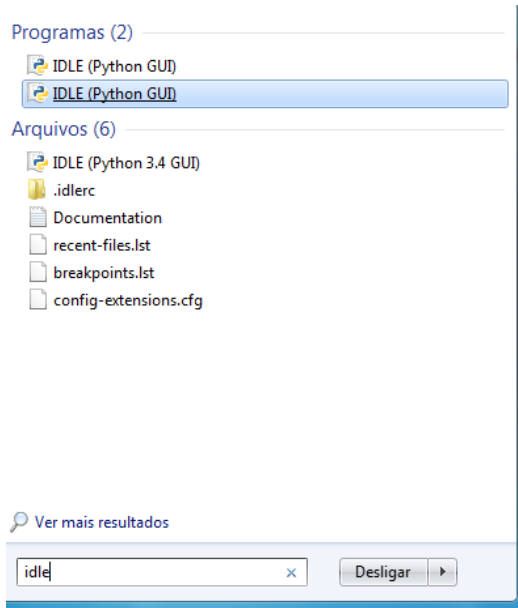 Programas (2)
IDLE (Python GUI)
IDLE (Python GUI)
Arquivos (6)
IDLE (Python 3.4 GUI)
.idlerc
Documentation
recent-files.lst
breakpoints.lst
config-extensions.cfg
Ver mais resultados
idle
Desligar